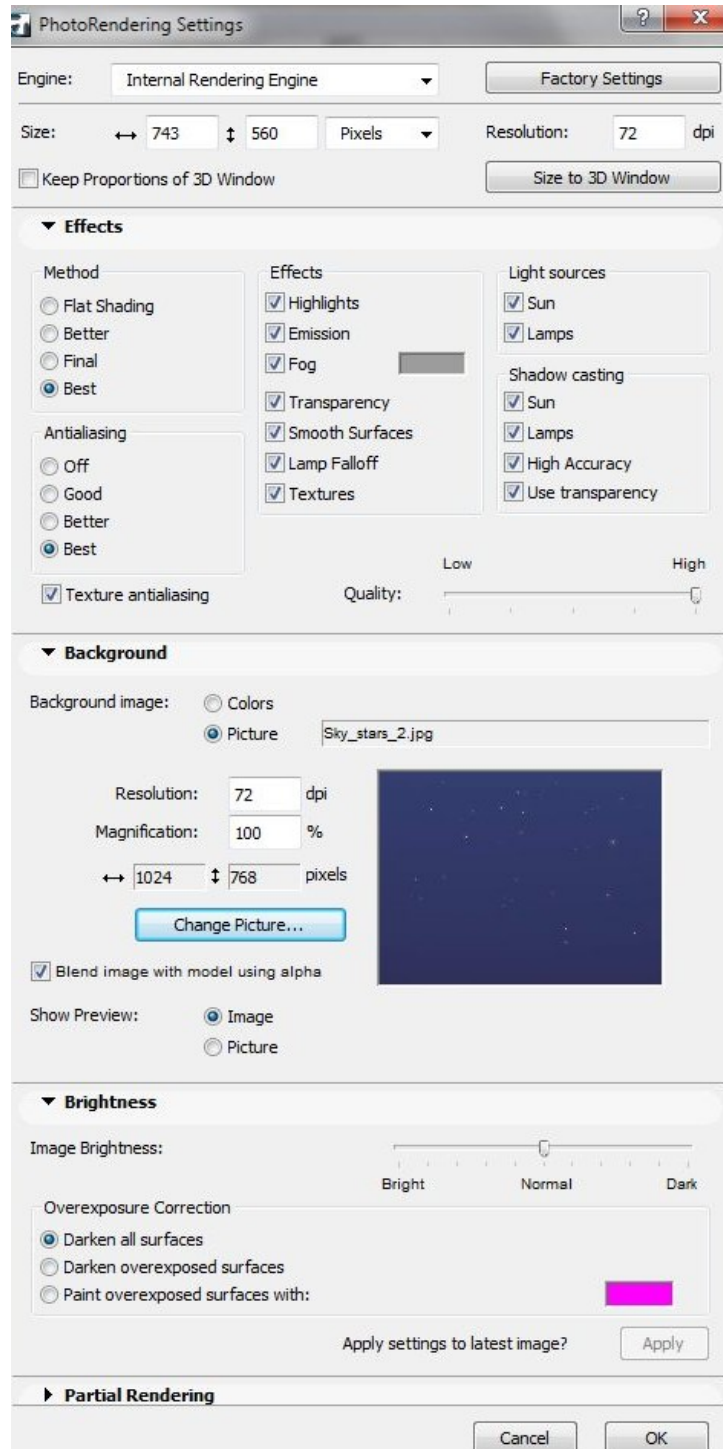 PhotoRendering Settings
Engine: Internal Rendering Engine Factory Settings
Size: 743 560 Pixels Resolution: 72 dpi
Keep Proportions of 3D Window Size to 3D Window
Effects
Method
Flat Shading
Better
Final
Best
Effects
Highlights
Emission
Fog
Transparency
Smooth Surfaces
Lamp Falloff
Textures
Light sources
Sun
Lamps
Shadow casting
Sun
Lamps
High Accuracy
Use transparency
Antialiasing
Off
Good
Better
Best
Texture antialiasing
Quality: Low High
Background
Background image: Colors
Picture Sky_stars_2.jpg
Resolution: 72 dpi
Magnification: 100 %
1024 768 pixels
Change Picture...
Blend image with model using alpha
Show Preview: Image
Picture
Brightness
Image Brightness:
Bright Normal Dark
Overexposure Correction
Darken all surfaces
Darken overexposed surfaces
Paint overexposed surfaces with:
Apply settings to latest image? Apply
Partial Rendering
Cancel OK